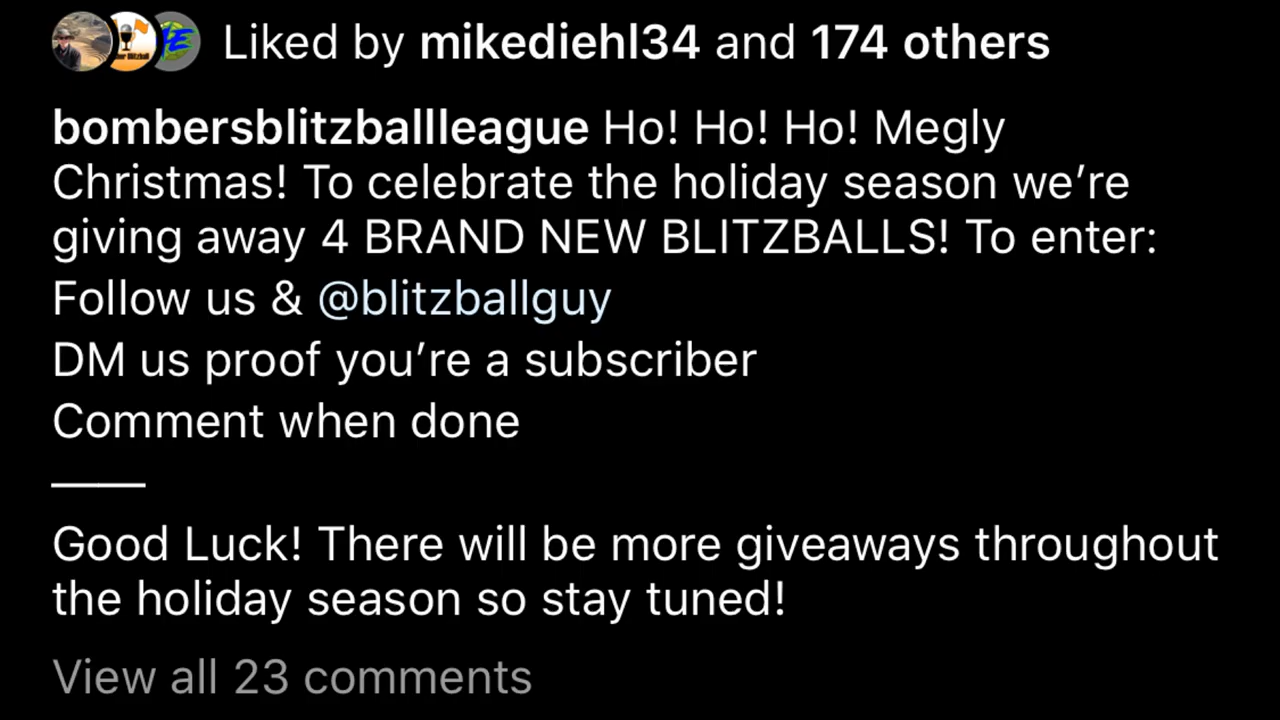 Liked by mikediehl34 and 174 others
bombersblitzballleague Ho! Ho! Ho! Megly
Christmas! To celebrate the holiday season we’re
giving away 4 BRAND NEW BLITZBALLS! To enter:
Follow us & @blitzballguy
DM us proof you’re a subscriber
Comment when done
Good Luck! There will be more giveaways throughout
the holiday season so stay tuned!
View all 23 comments